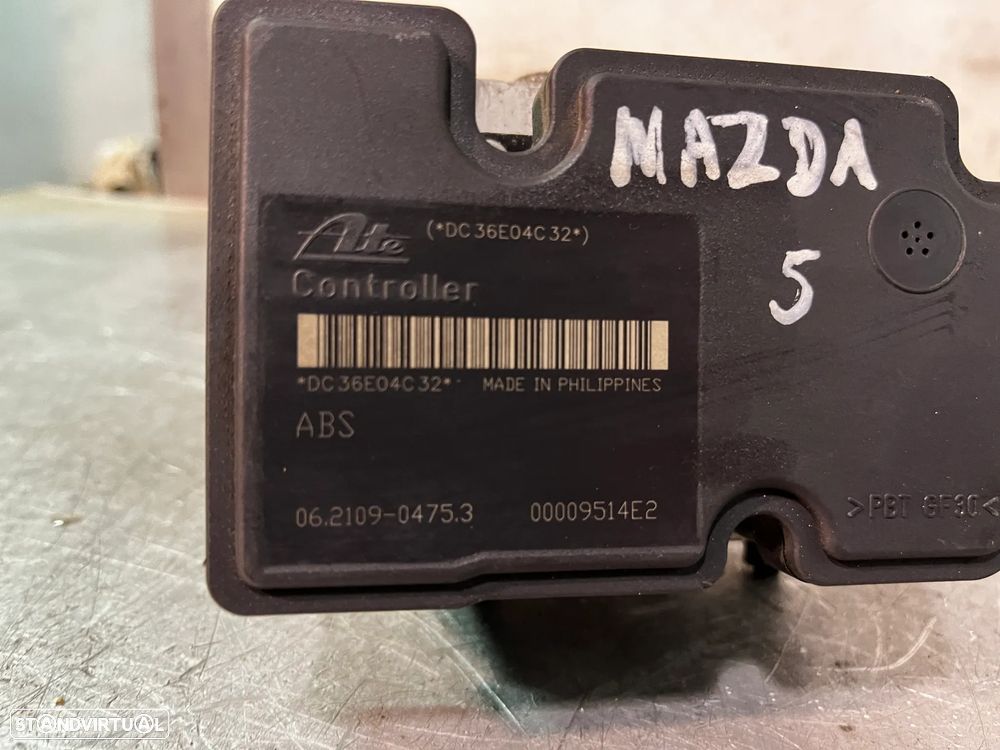 MAZDA
5
Ate (*DC36E04C32*)
Controller
*DC36E04C32* MADE IN PHILIPPINES
ABS
06.2109-0475.3 00009514E2
>PBT GF30<
STANDVIRTUAL